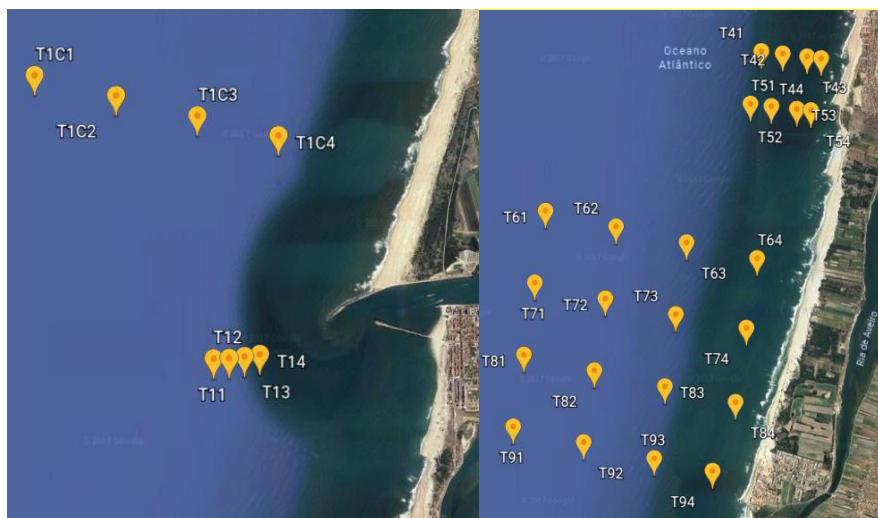 T1C1
T1C2
T1C3
T1C4
T12
T14
T11
T13
T41
Oceano
Atlântico
T42
T51
T44
T43
T53
T52
T54
T61
T62
T64
T63
T71
T72
T73
T74
T81
T82
T83
T84
T91
T92
T93
T94
Ria de Aveiro